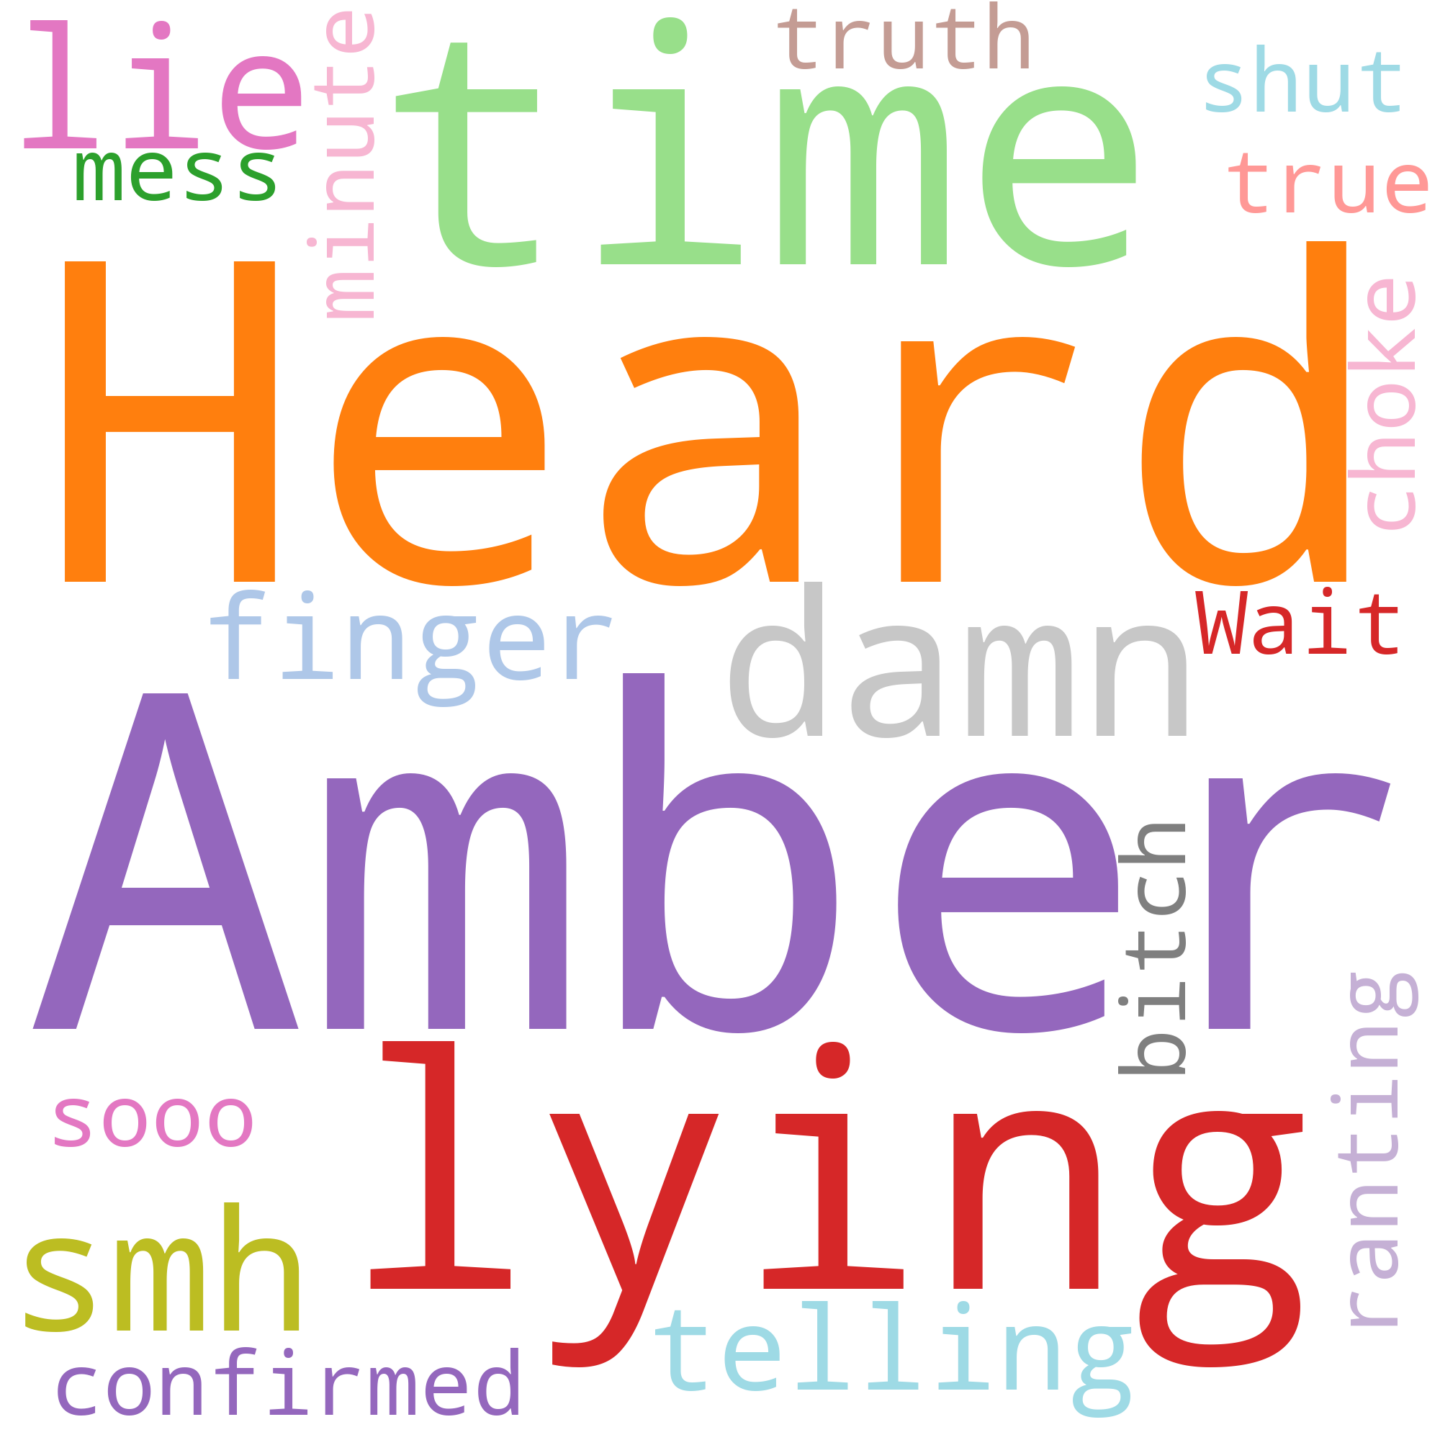 lie
minute
time
truth
shut
mess
true
Heard
choke
finger
damn
Wait
Amber
bitch
lying
ranting
sooo
smh
telling
confirmed